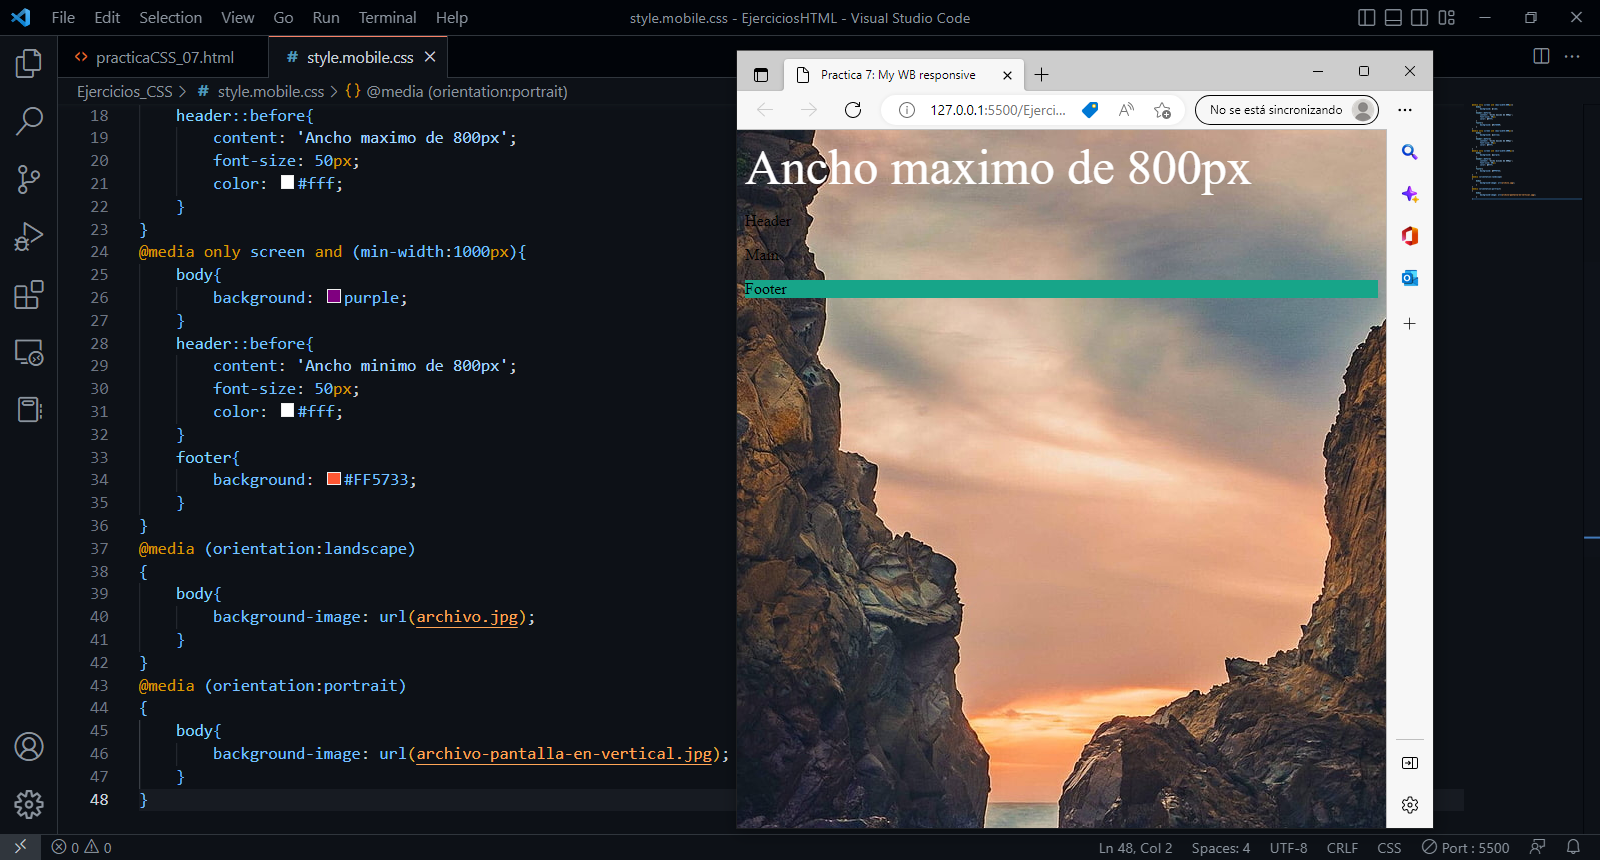 File Edit Selection View Go Run Terminal Help
style.mobile.css - EjerciciosHTML - Visual Studio Code
<> practicaCSS_07.html
# style.mobile.css
Ejercicios_CSS > # style.mobile.css > {} @media (orientation:portrait)
18 header::before{
19 content: 'Ancho maximo de 800px';
20 font-size: 50px;
21 color: #fff;
22 }
23 }
24 @media only screen and (min-width:1000px){
25 body{
26 background: purple;
27 }
28 header::before{
29 content: 'Ancho minimo de 800px';
30 font-size: 50px;
31 color: #fff;
32 }
33 footer{
34 background: #FF5733;
35 }
36 }
37 @media (orientation:landscape)
38 {
39 body{
40 background-image: url(archivo.jpg);
41 }
42 }
43 @media (orientation:portrait)
44 {
45 body{
46 background-image: url(archivo-pantalla-en-vertical.jpg);
47 }
48 }
Practica 7: My WB responsive
127.0.0.1:5500/Ejerci...
No se está sincronizando
Ancho maximo de 800px
Header
Main
Footer
0 0
Ln 48, Col 2 Spaces: 4 UTF-8 CRLF CSS Port : 5500